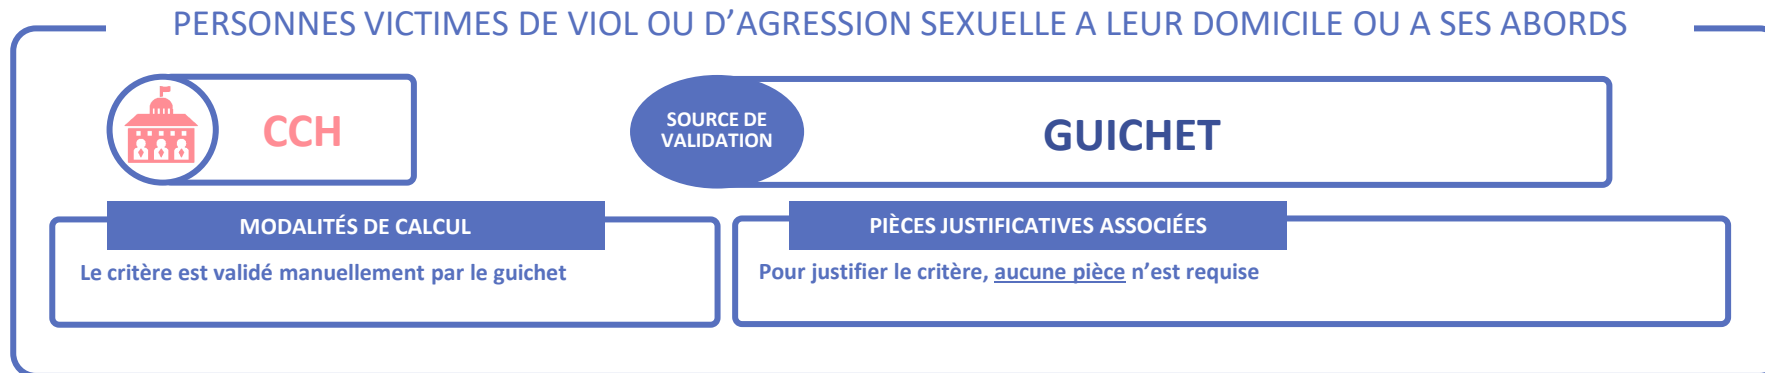 PERSONNES VICTIMES DE VIOL OU D’AGRESSION SEXUELLE A LEUR DOMICILE OU A SES ABORDS
CCH
SOURCE DE
VALIDATION
GUICHET
MODALITÉS DE CALCUL
Le critère est validé manuellement par le guichet
PIÈCES JUSTIFICATIVES ASSOCIÉES
Pour justifier le critère, aucune pièce n’est requise